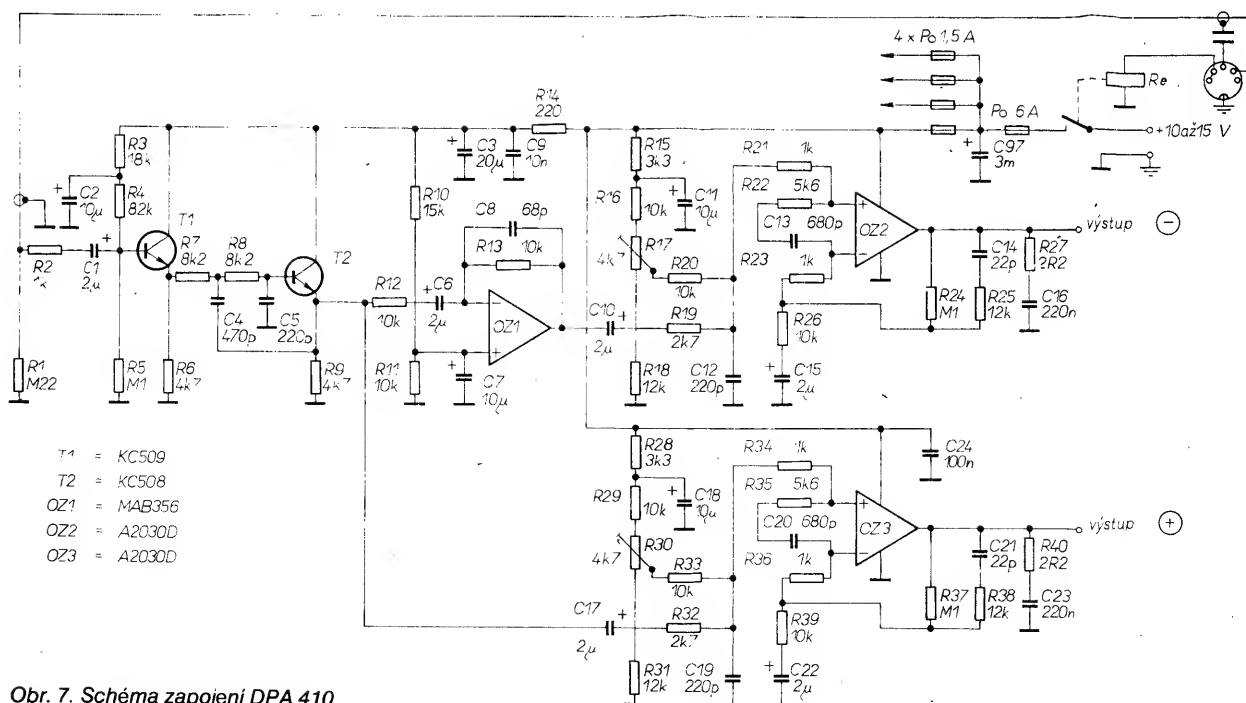 4 x Po 1,5 A
Re
Po 6 A
+10až15 V
C97
3m
R14
220
R3
18k
C2
10µ
R4
82k
T1
R7
8k2
R8
8k2
T2
R2
C1
2µ
C4
470p
C5
220p
R1
M22
R5
M1
R6
4k7
R9
4k7
R10
15k
C3
20µ
C9
10n
C8
68p
R13
10k
R12
10k
C6
2µ
OZ1
R11
10k
C7
10µ
C10
2µ
R15
3k3
R16
10k
C11
10µ
R17
4k7
R20
10k
R19
2k7
R18
12k
C12
220p
R21
1k
R22
5k6
C13
680p
R23
1k
OZ2
R26
10k
C15
2µ
R24
M1
C14
22p
R25
12k
R27
2R2
C16
220n
výstup
−
T1 = KC509
T2 = KC508
OZ1 = MAB356
OZ2 = A2030D
OZ3 = A2030D
R28
3k3
R29
10k
C18
10µ
R30
4k7
R33
10k
C17
2µ
R32
2k7
R31
12k
C19
220p
R34
1k
R35
5k6
C20
680p
R36
1k
OZ3
C24
100n
R39
10k
C22
2µ
R37
M1
C21
22p
R38
12k
R40
2R2
C23
220n
výstup
+
Obr. 7. Schéma zapojení DPA 410